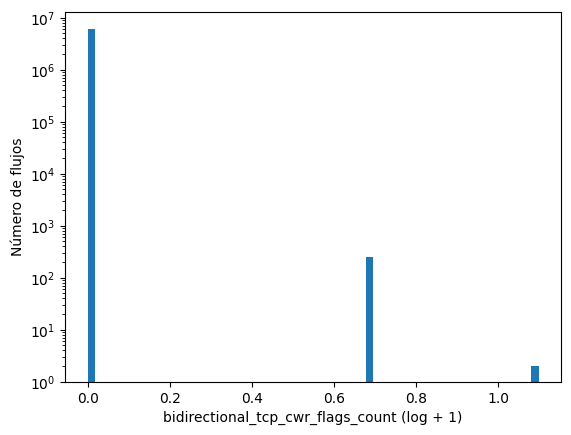 10⁷
10⁶
10⁵
10⁴
10³
10²
10¹
10⁰
Número de flujos
0.0 0.2 0.4 0.6 0.8 1.0
bidirectional_tcp_cwr_flags_count (log + 1)